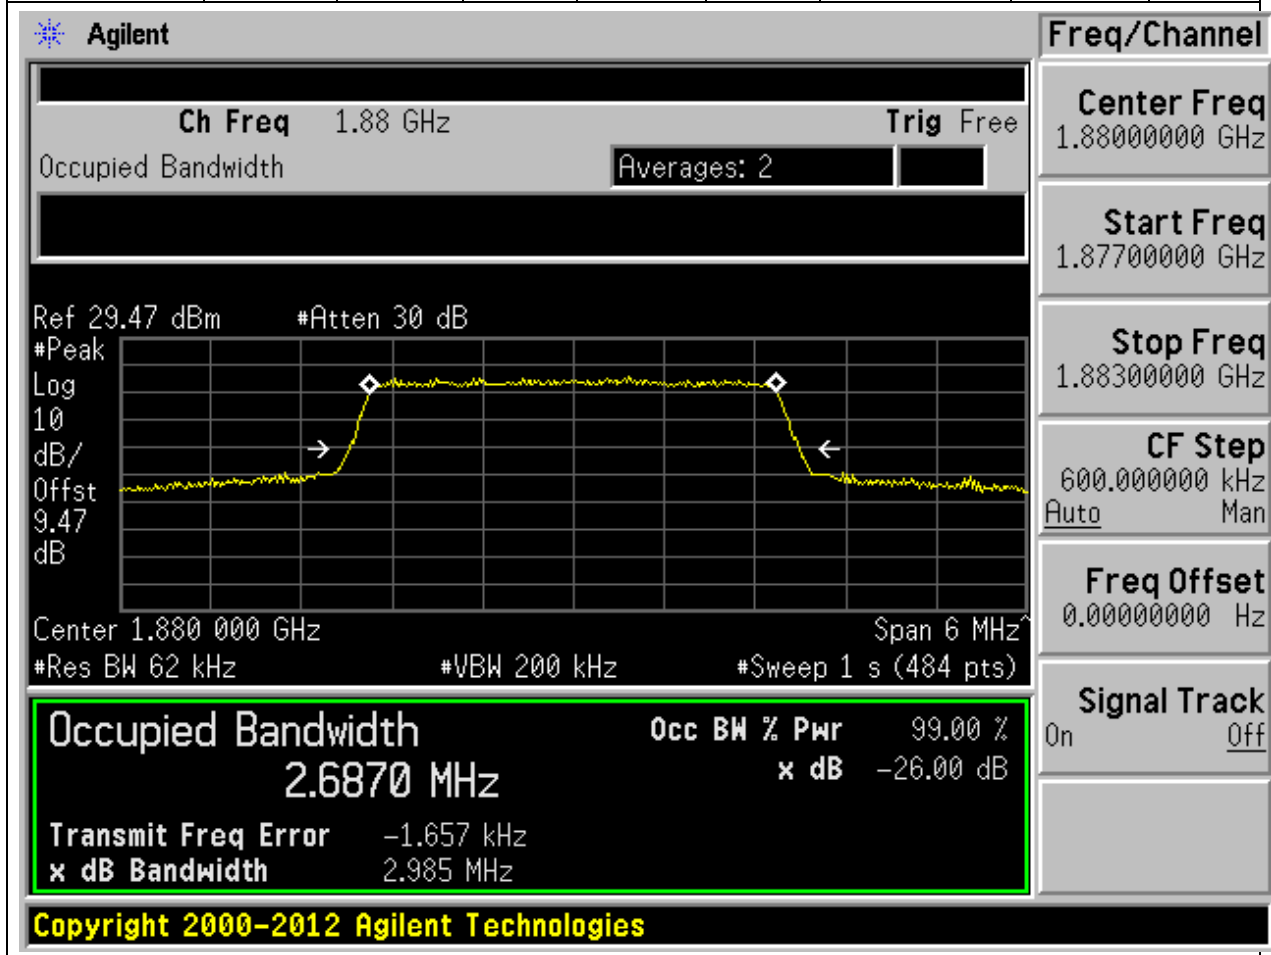 Agilent
Freq/Channel
Ch Freq 1.88 GHz Trig Free
Occupied Bandwidth Averages: 2
Center Freq
1.88000000 GHz
Start Freq
1.87700000 GHz
Stop Freq
1.88300000 GHz
CF Step
600.000000 kHz
Auto Man
Freq Offset
0.00000000 Hz
Signal Track
On Off
Ref 29.47 dBm #Atten 30 dB
#Peak
Log
10
dB/
Offst
9.47
dB
Center 1.880 000 GHz Span 6 MHz^
#Res BW 62 kHz #VBW 200 kHz #Sweep 1 s (484 pts)
Occupied Bandwidth Occ BW % Pwr 99.00 %
2.6870 MHz x dB -26.00 dB
Transmit Freq Error -1.657 kHz
x dB Bandwidth 2.985 MHz
Copyright 2000-2012 Agilent Technologies